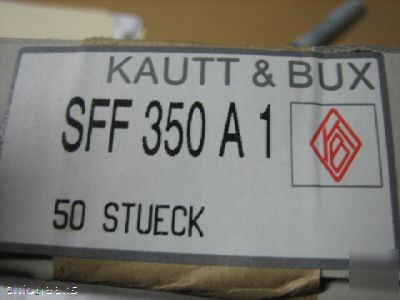 KAUTT & BUX
SFF 350 A 1
50 STUECK